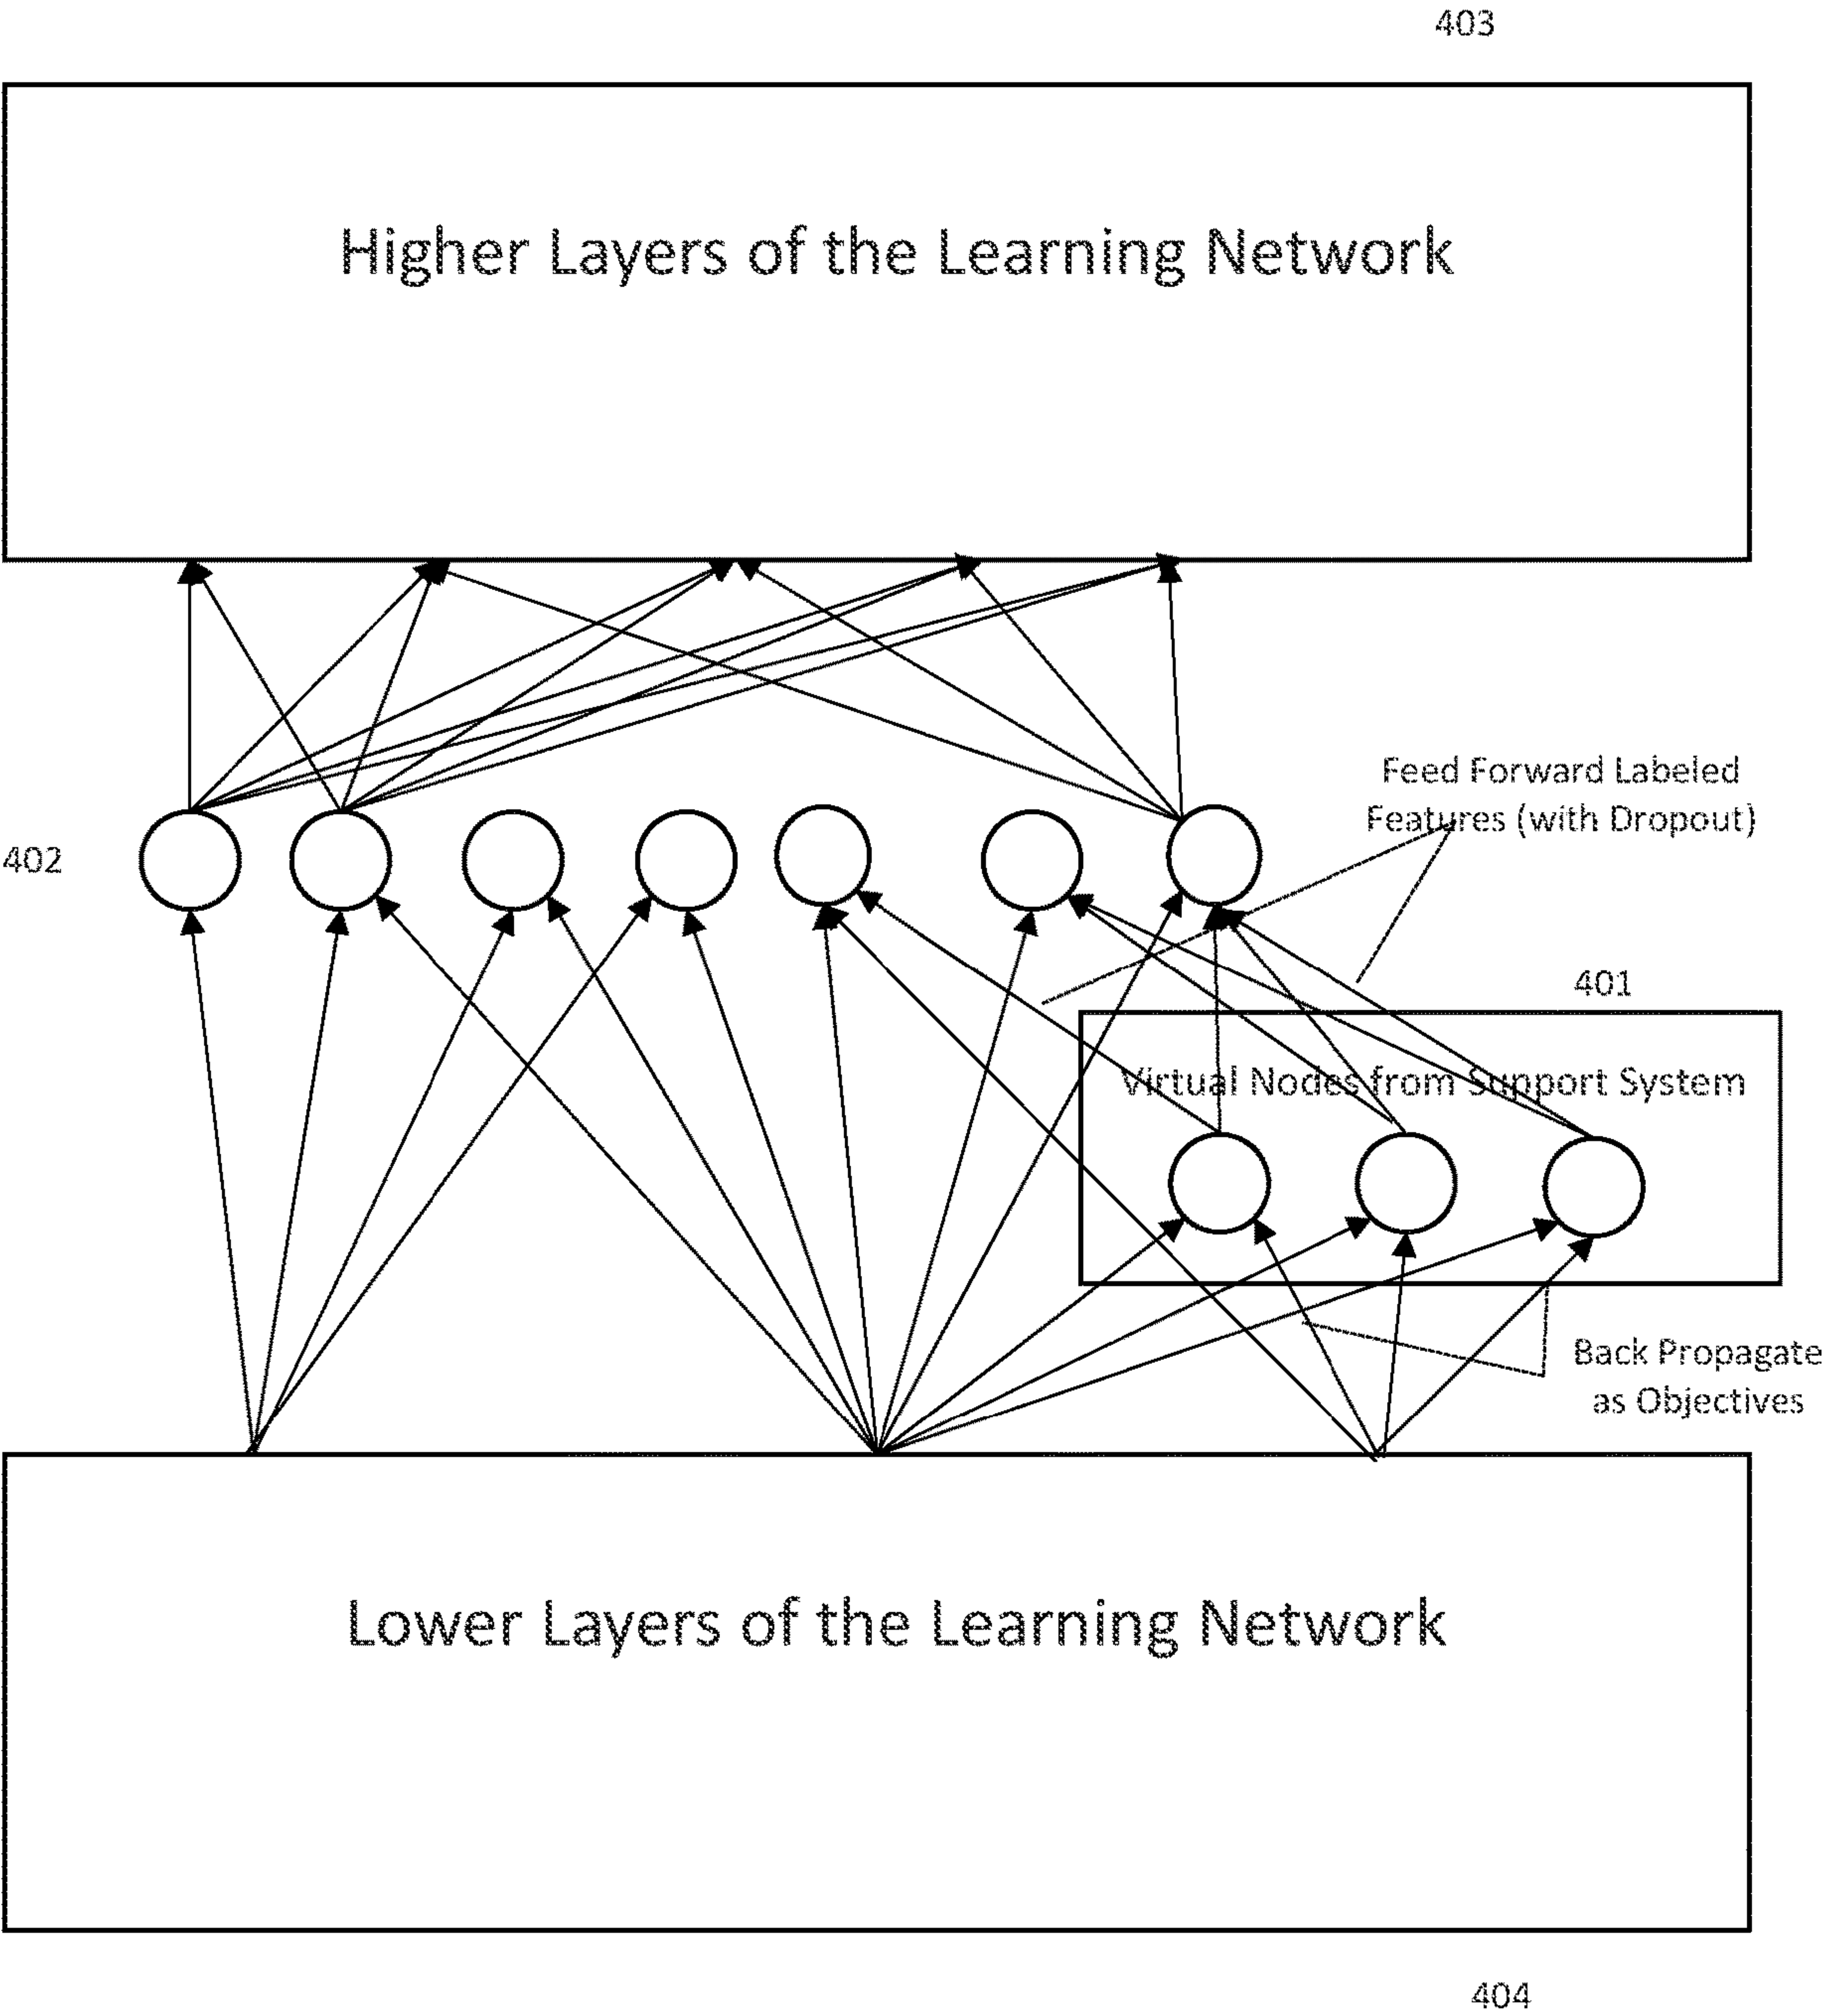 403
Higher Layers of the Learning Network
Feed Forward Labeled
Features (with Dropout)
402
401
Virtual Nodes from Support System
Back Propagate
as Objectives
Lower Layers of the Learning Network
404